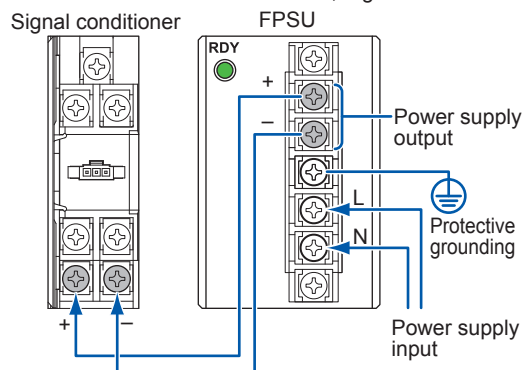 Signal conditioner
FPSU
RDY
+
−
Power supply
output
L
Protective
grounding
N
Power supply
input
+
−